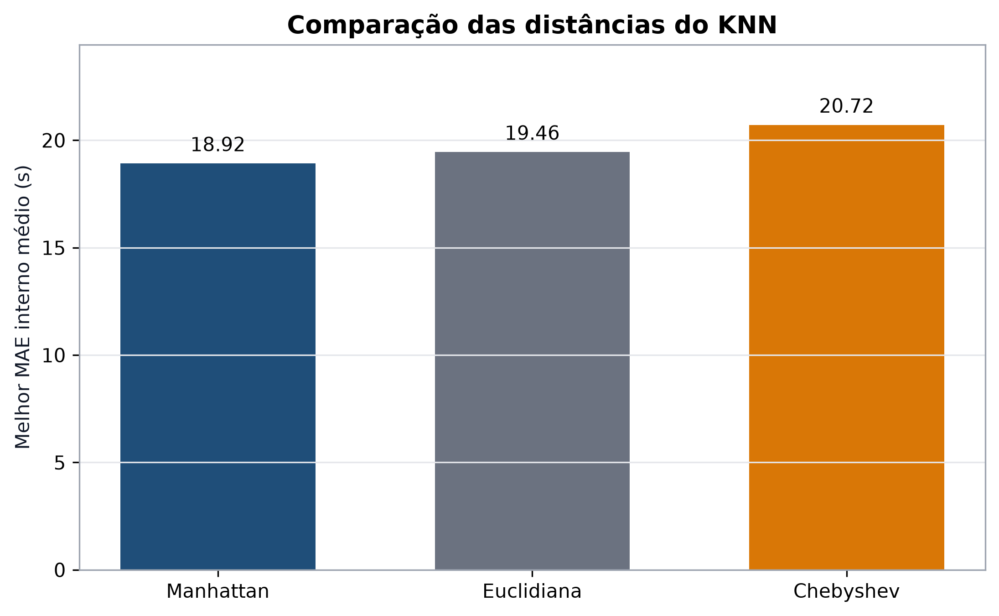 Comparação das distâncias do KNN
Melhor MAE interno médio (s)
20
15
10
5
0
18.92
19.46
20.72
Manhattan
Euclidiana
Chebyshev